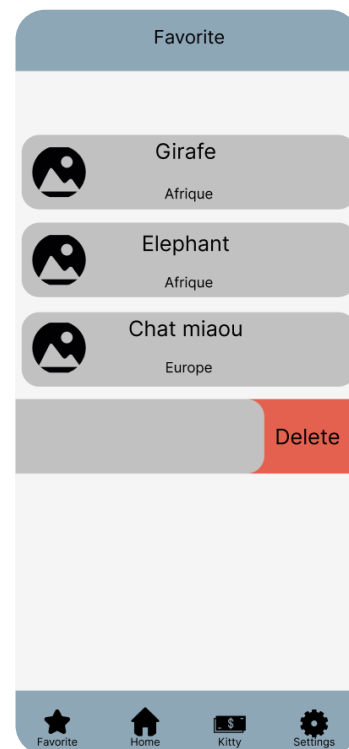 Favorite
Girafe
Afrique
Elephant
Afrique
Chat miaou
Europe
Delete
$
Favorite
Home
Kitty
Settings